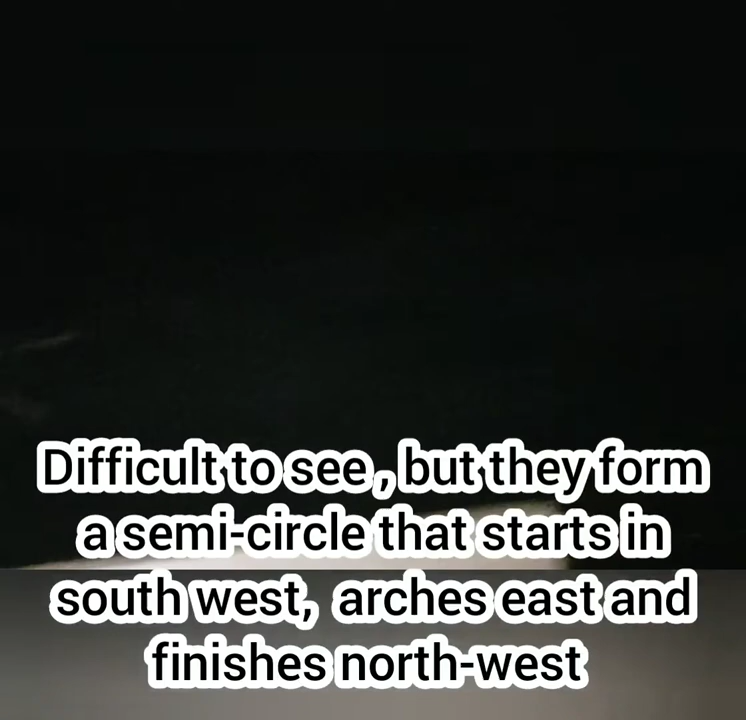 Difficult to see, but they form
a semi-circle that starts in
south west, arches east and
finishes north-west